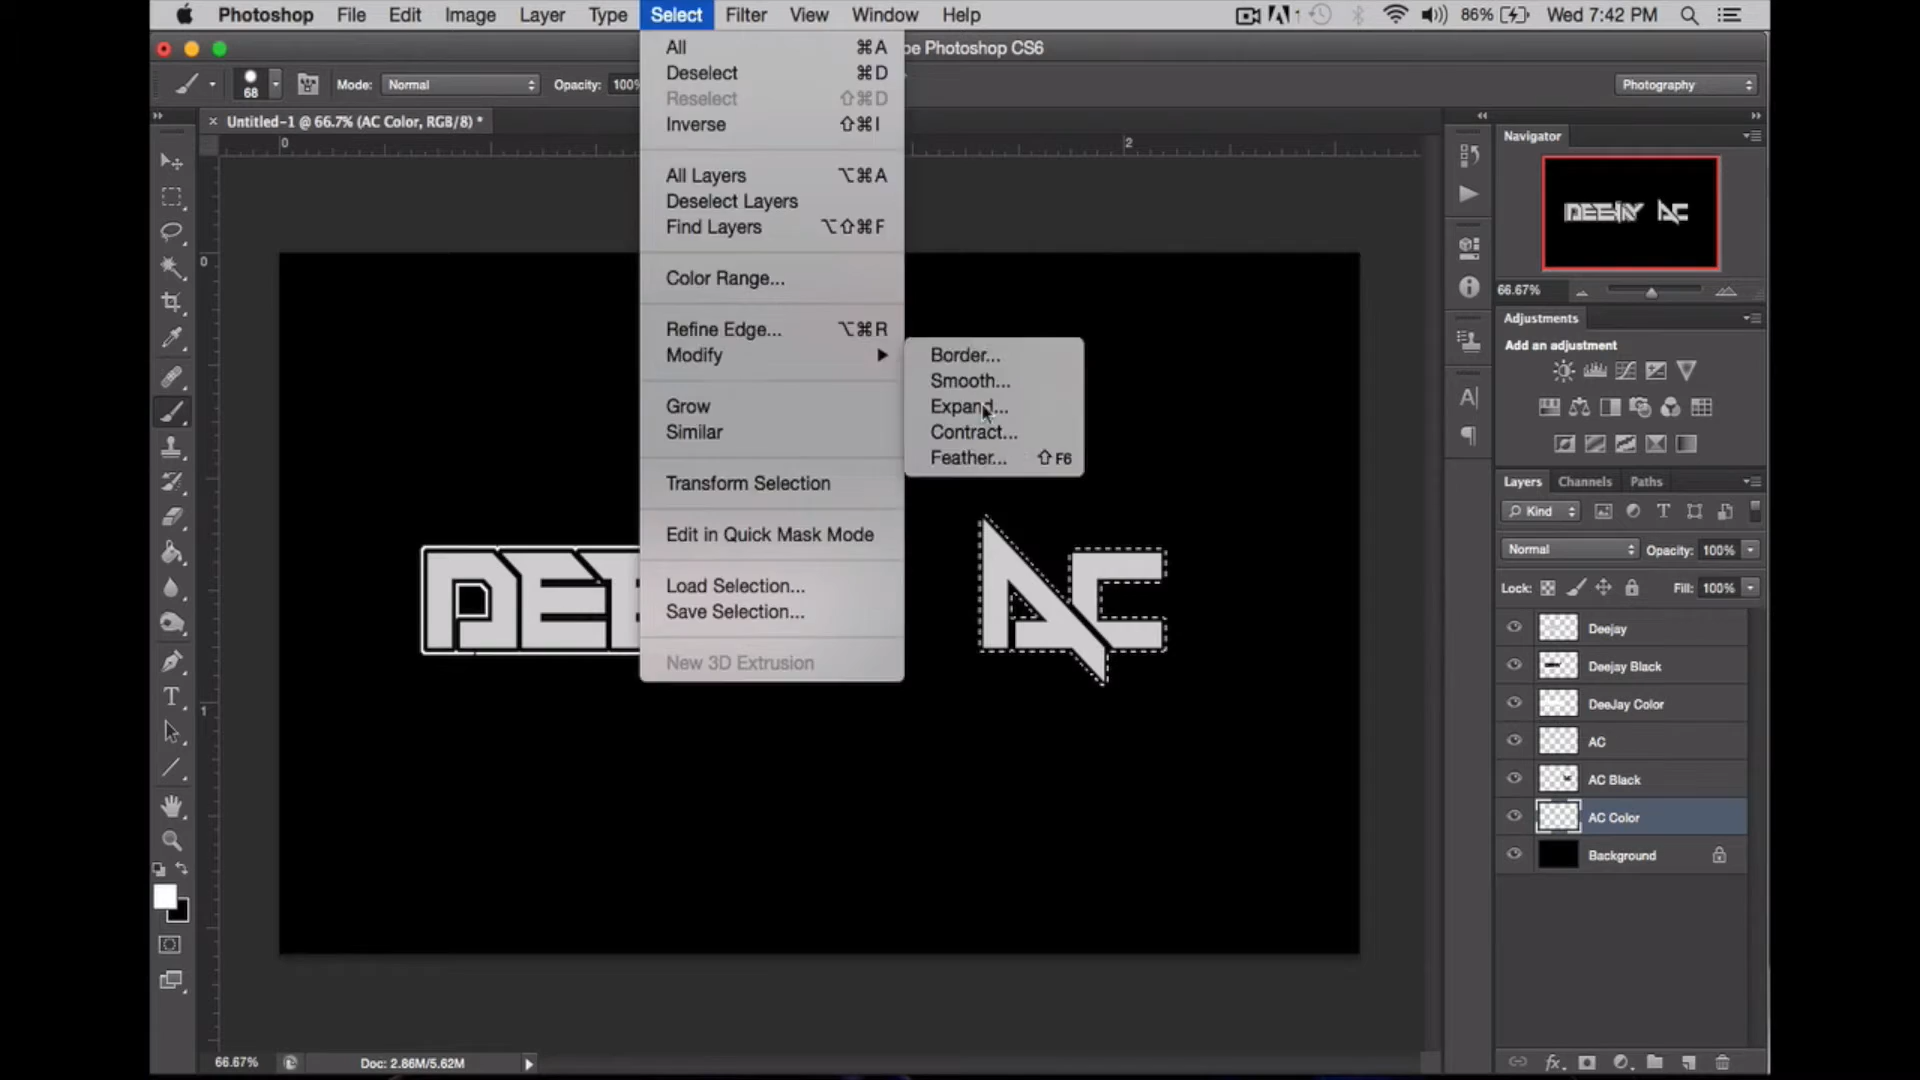 Photoshop File Edit Image Layer Type Select Filter View Window Help 86% Wed 7:42 PM
be Photoshop CS6
68 Mode: Normal Opacity: 100% Photography
× Untitled-1 @ 66.7% (AC Color, RGB/8) *
All ⌘A
Deselect ⌘D
Reselect ⇧⌘D
Inverse ⇧⌘I
All Layers ⌥⌘A
Deselect Layers
Find Layers ⌥⇧⌘F
Color Range...
Refine Edge... ⌥⌘R
Modify
Grow
Similar
Transform Selection
Edit in Quick Mask Mode
Load Selection...
Save Selection...
New 3D Extrusion
Border...
Smooth...
Expand...
Contract...
Feather... ⇧F6
0 2
0
1
DEE
AC
Navigator
DEEJAY AC
66.67%
Adjustments
Add an adjustment
Layers Channels Paths
Kind
Normal Opacity: 100%
Lock: Fill: 100%
Deejay
Deejay Black
DeeJay Color
AC
AC Black
AC Color
Background
66.67% Doc: 2.86M/5.62M